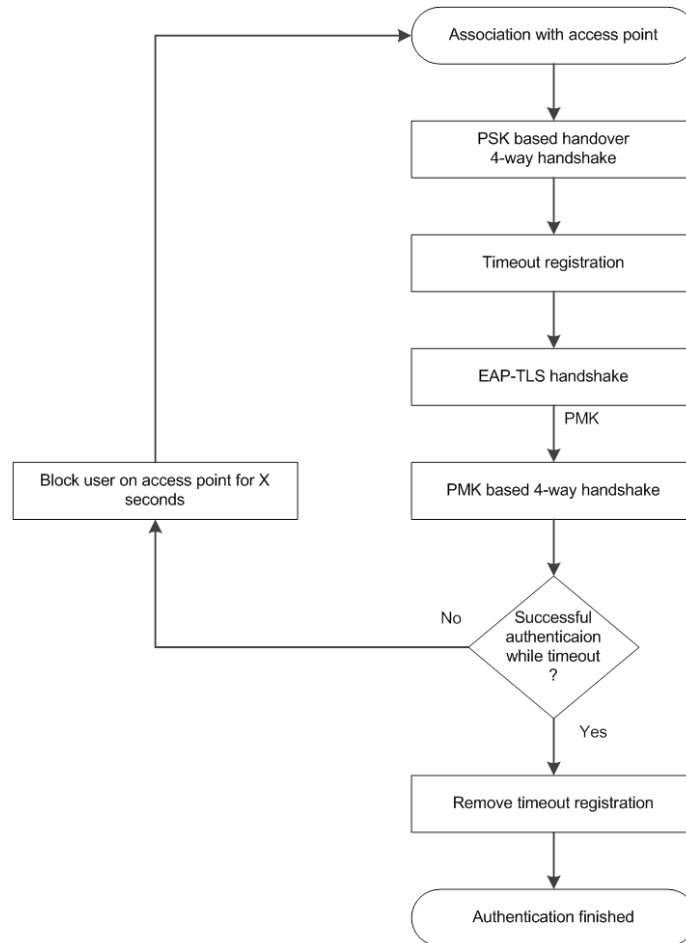 Association with access point
PSK based handover
4-way handshake
Timeout registration
EAP-TLS handshake
PMK
Block user on access point for X
seconds
PMK based 4-way handshake
No
Successful
authenticaion
while timeout
?
Yes
Remove timeout registration
Authentication finished